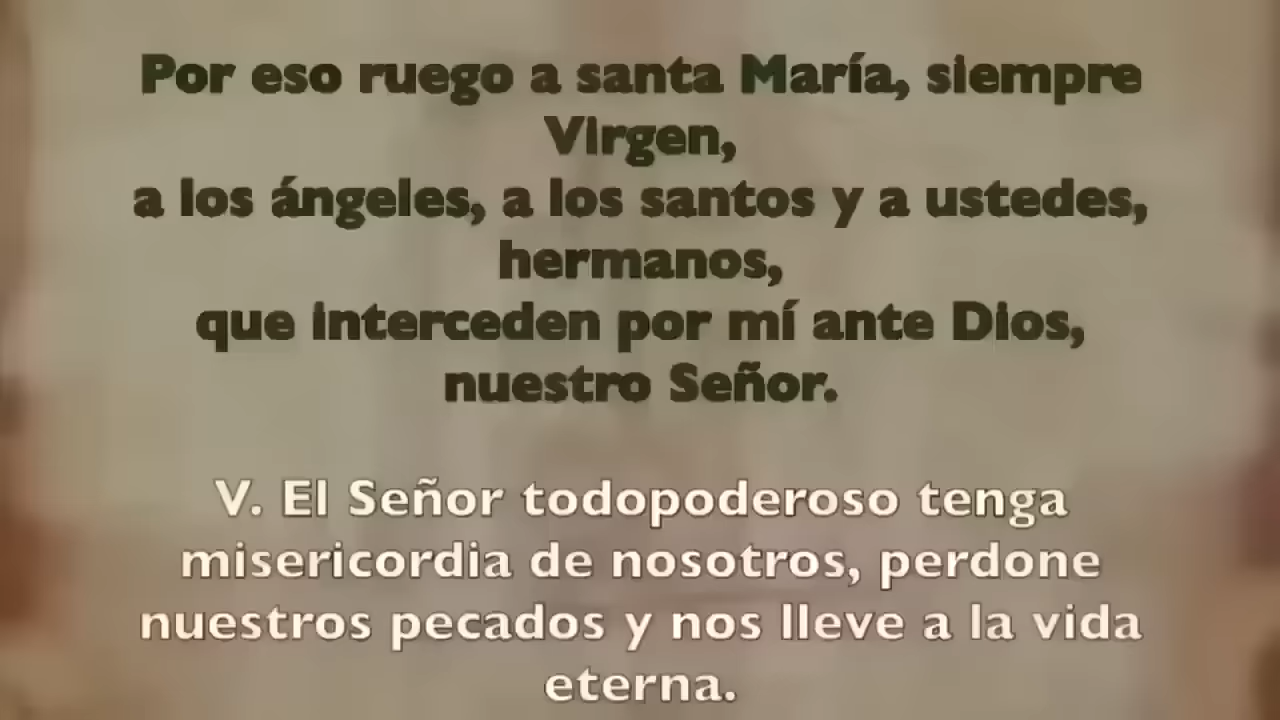 Por eso ruego a santa María, siempre
Virgen,
a los ángeles, a los santos y a ustedes,
hermanos,
que interceden por mí ante Dios,
nuestro Señor.
V. El Señor todopoderoso tenga
misericordia de nosotros, perdone
nuestros pecados y nos lleve a la vida
eterna.